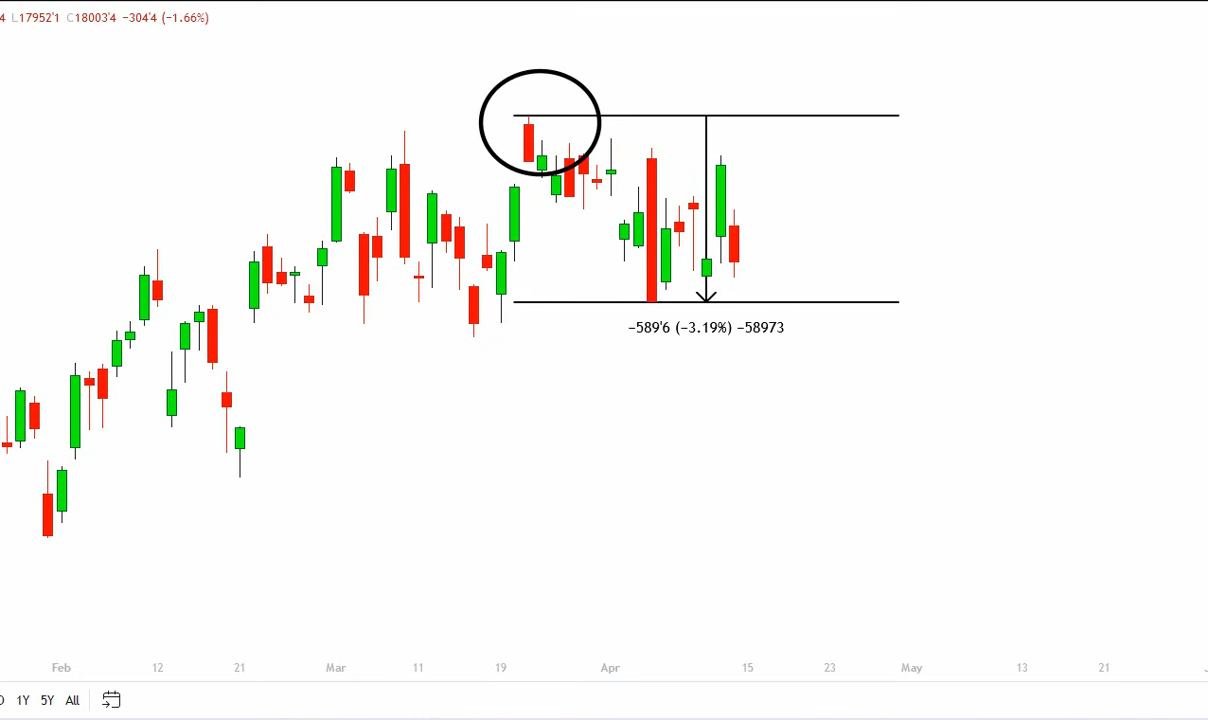 4 L17952'1 C18003'4 −304'4 (−1.66%)
−589'6 (−3.19%) −58973
Feb 12 21 Mar 11 19 Apr 15 23 May 13 21
1Y 5Y All